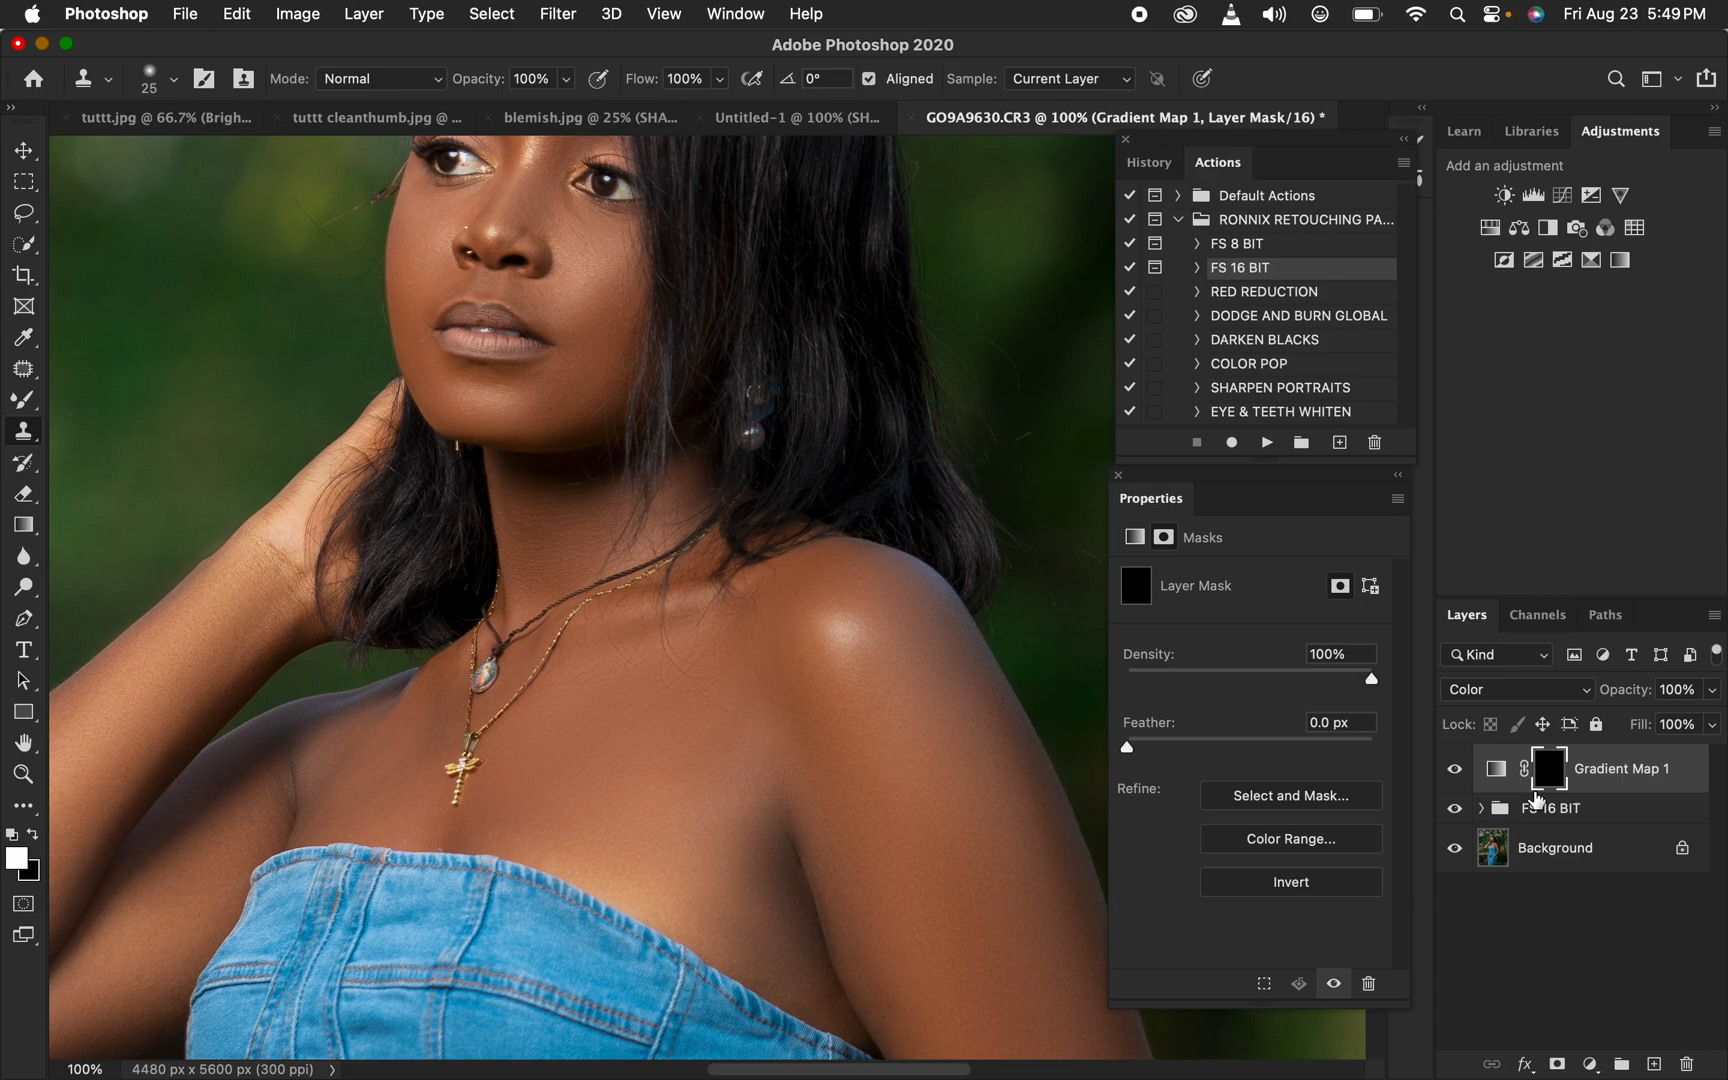 Photoshop File Edit Image Layer Type Select Filter 3D View Window Help Fri Aug 23 5:49 PM
Adobe Photoshop 2020
25 Mode: Normal Opacity: 100% Flow: 100% 0° Aligned Sample: Current Layer
tuttt.jpg @ 66.7% (Brigh... tuttt cleanthumb.jpg @ ... blemish.jpg @ 25% (SHA... Untitled-1 @ 100% (SH... GO9A9630.CR3 @ 100% (Gradient Map 1, Layer Mask/16) *
Learn Libraries Adjustments
Add an adjustment
History Actions
Default Actions
RONNIX RETOUCHING PA...
FS 8 BIT
FS 16 BIT
RED REDUCTION
DODGE AND BURN GLOBAL
DARKEN BLACKS
COLOR POP
SHARPEN PORTRAITS
EYE & TEETH WHITEN
Properties
Masks
Layer Mask
Density: 100%
Feather: 0.0 px
Refine: Select and Mask...
Color Range...
Invert
Layers Channels Paths
Kind
Color Opacity: 100%
Lock: Fill: 100%
Gradient Map 1
FS 16 BIT
Background
100% 4480 px x 5600 px (300 ppi)